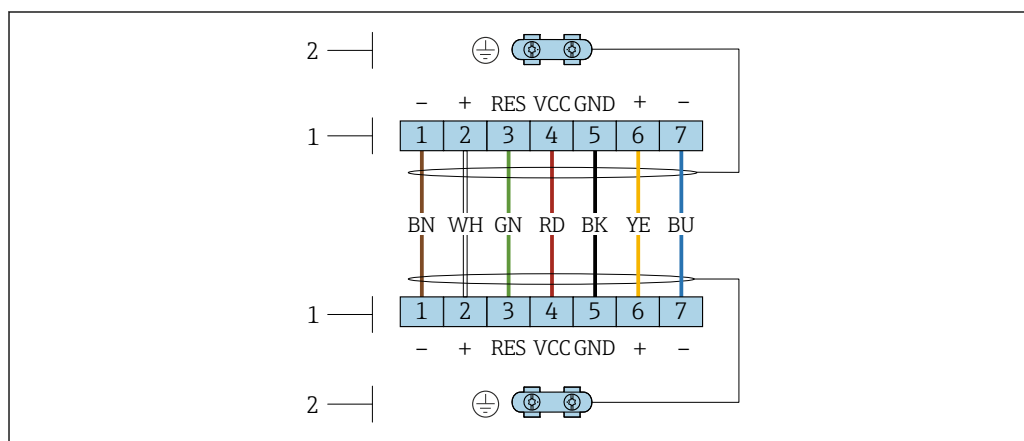 2
– + RES VCC GND + –
1 1 2 3 4 5 6 7
BN WH GN RD BK YE BU
1 1 2 3 4 5 6 7
– + RES VCC GND + –
2